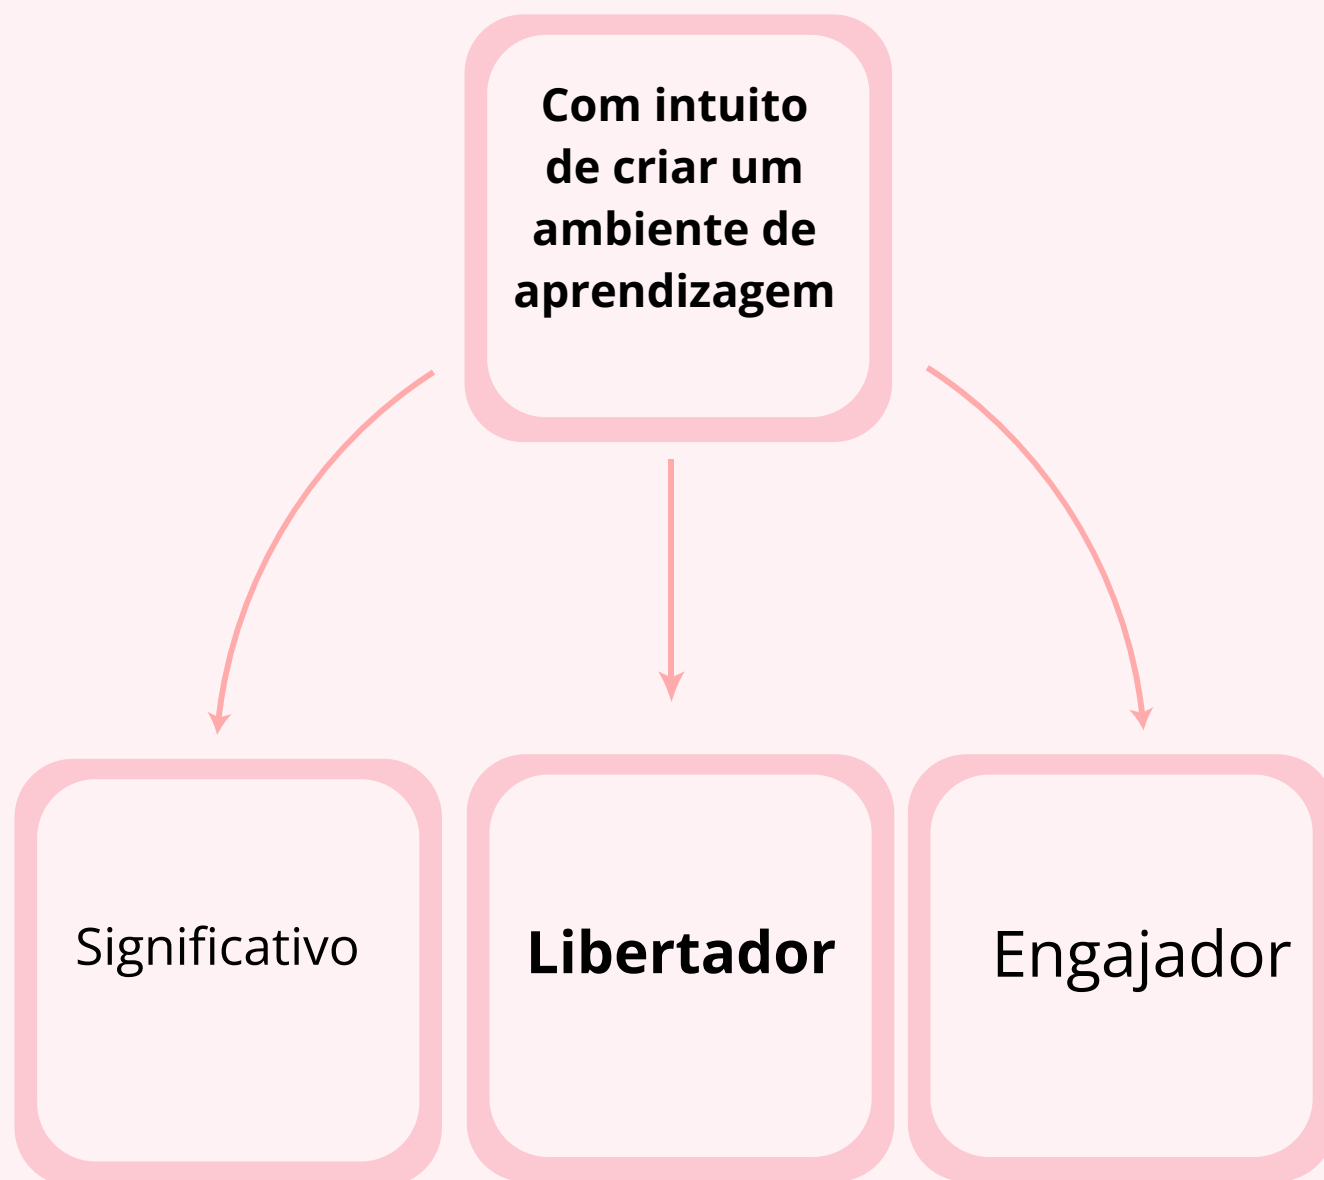 Com intuito
de criar um
ambiente de
aprendizagem
Significativo
Libertador
Engajador